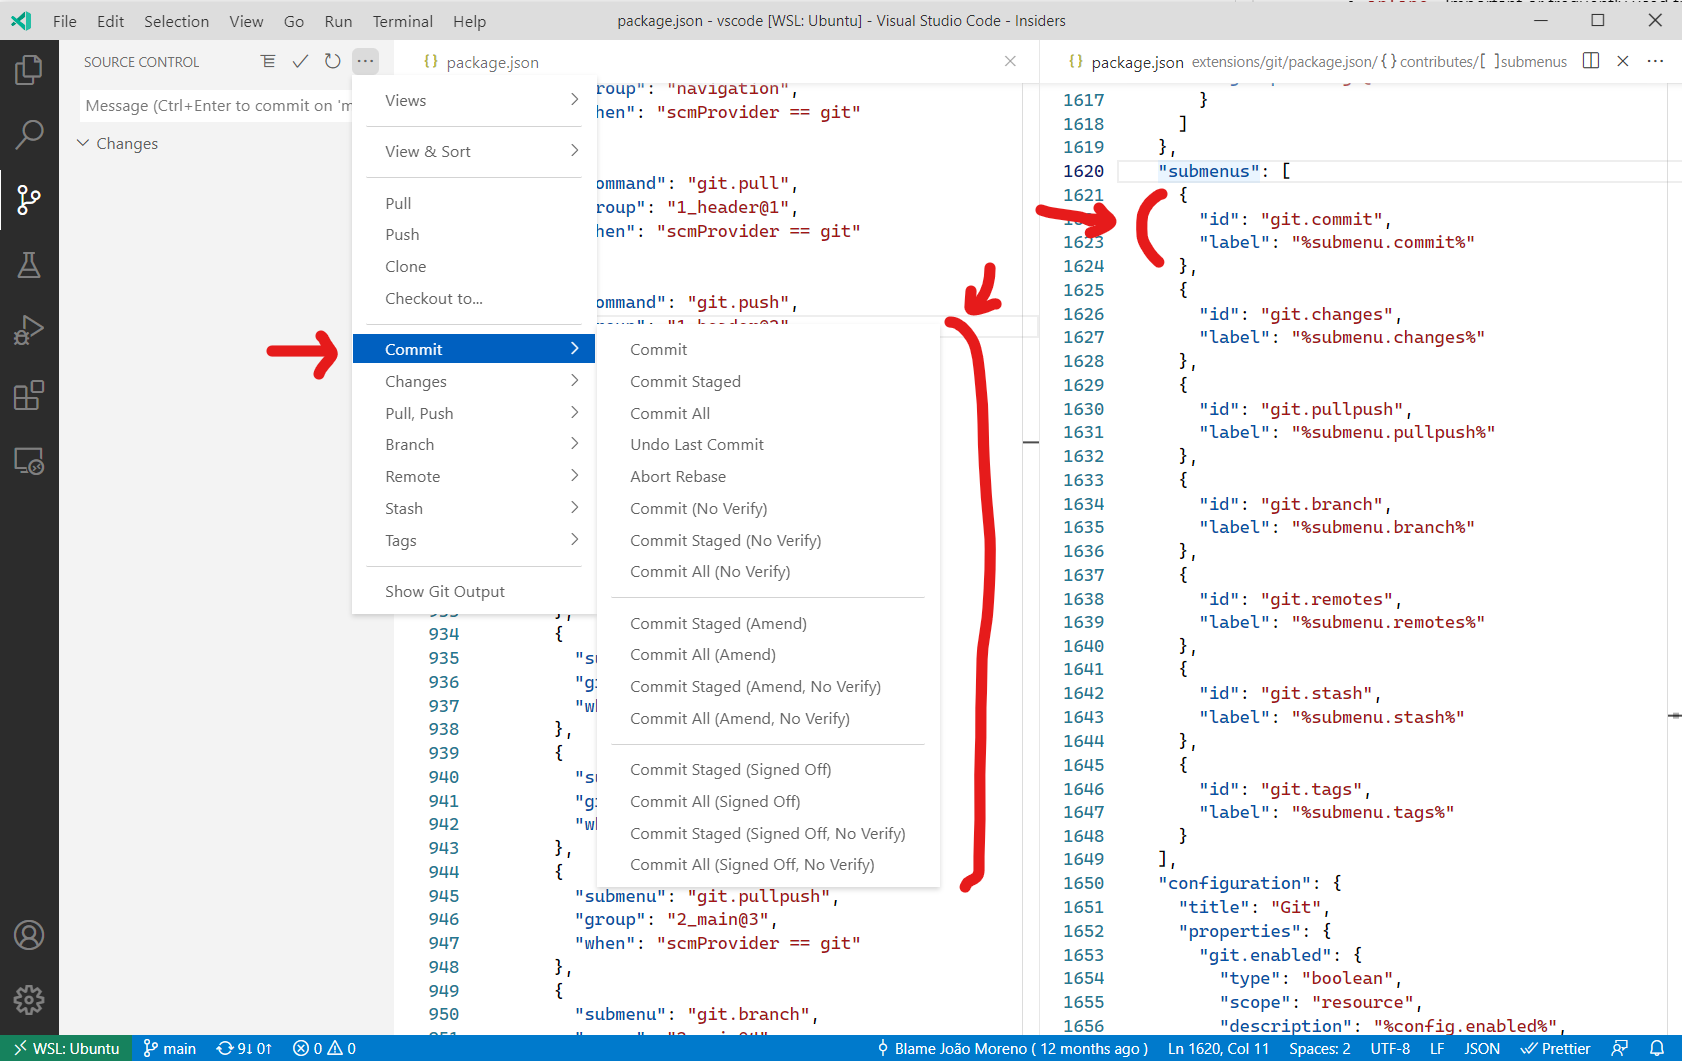 File Edit Selection View Go Run Terminal Help
package.json - vscode [WSL: Ubuntu] - Visual Studio Code - Insiders
SOURCE CONTROL
Message (Ctrl+Enter to commit on 'm
Changes
Views
View & Sort
Pull
Push
Clone
Checkout to...
Commit
Changes
Pull, Push
Branch
Remote
Stash
Tags
Show Git Output
Commit
Commit Staged
Commit All
Undo Last Commit
Abort Rebase
Commit (No Verify)
Commit Staged (No Verify)
Commit All (No Verify)
Commit Staged (Amend)
Commit All (Amend)
Commit Staged (Amend, No Verify)
Commit All (Amend, No Verify)
Commit Staged (Signed Off)
Commit All (Signed Off)
Commit Staged (Signed Off, No Verify)
Commit All (Signed Off, No Verify)
{} package.json
roup": "navigation",
hen": "scmProvider == git"
ommand": "git.pull",
roup": "1_header@1",
hen": "scmProvider == git"
ommand": "git.push",
934 {
935 "su
936 "gr
937 "wh
938 },
939 {
940 "su
941 "gr
942 "wh
943 },
944 {
945 "submenu": "git.pullpush",
946 "group": "2_main@3",
947 "when": "scmProvider == git"
948 },
949 {
950 "submenu": "git.branch",
{} package.json extensions/git/package.json/{}contributes/[ ]submenus
1617 }
1618 ]
1619 },
1620 "submenus": [
1621 {
"id": "git.commit",
1623 "label": "%submenu.commit%"
1624 },
1625 {
1626 "id": "git.changes",
1627 "label": "%submenu.changes%"
1628 },
1629 {
1630 "id": "git.pullpush",
1631 "label": "%submenu.pullpush%"
1632 },
1633 {
1634 "id": "git.branch",
1635 "label": "%submenu.branch%"
1636 },
1637 {
1638 "id": "git.remotes",
1639 "label": "%submenu.remotes%"
1640 },
1641 {
1642 "id": "git.stash",
1643 "label": "%submenu.stash%"
1644 },
1645 {
1646 "id": "git.tags",
1647 "label": "%submenu.tags%"
1648 }
1649 ],
1650 "configuration": {
1651 "title": "Git",
1652 "properties": {
1653 "git.enabled": {
1654 "type": "boolean",
1655 "scope": "resource",
1656 "description": "%config.enabled%",
WSL: Ubuntu main 9↓ 0↑ 0 0 Blame João Moreno ( 12 months ago ) Ln 1620, Col 11 Spaces: 2 UTF-8 LF JSON Prettier